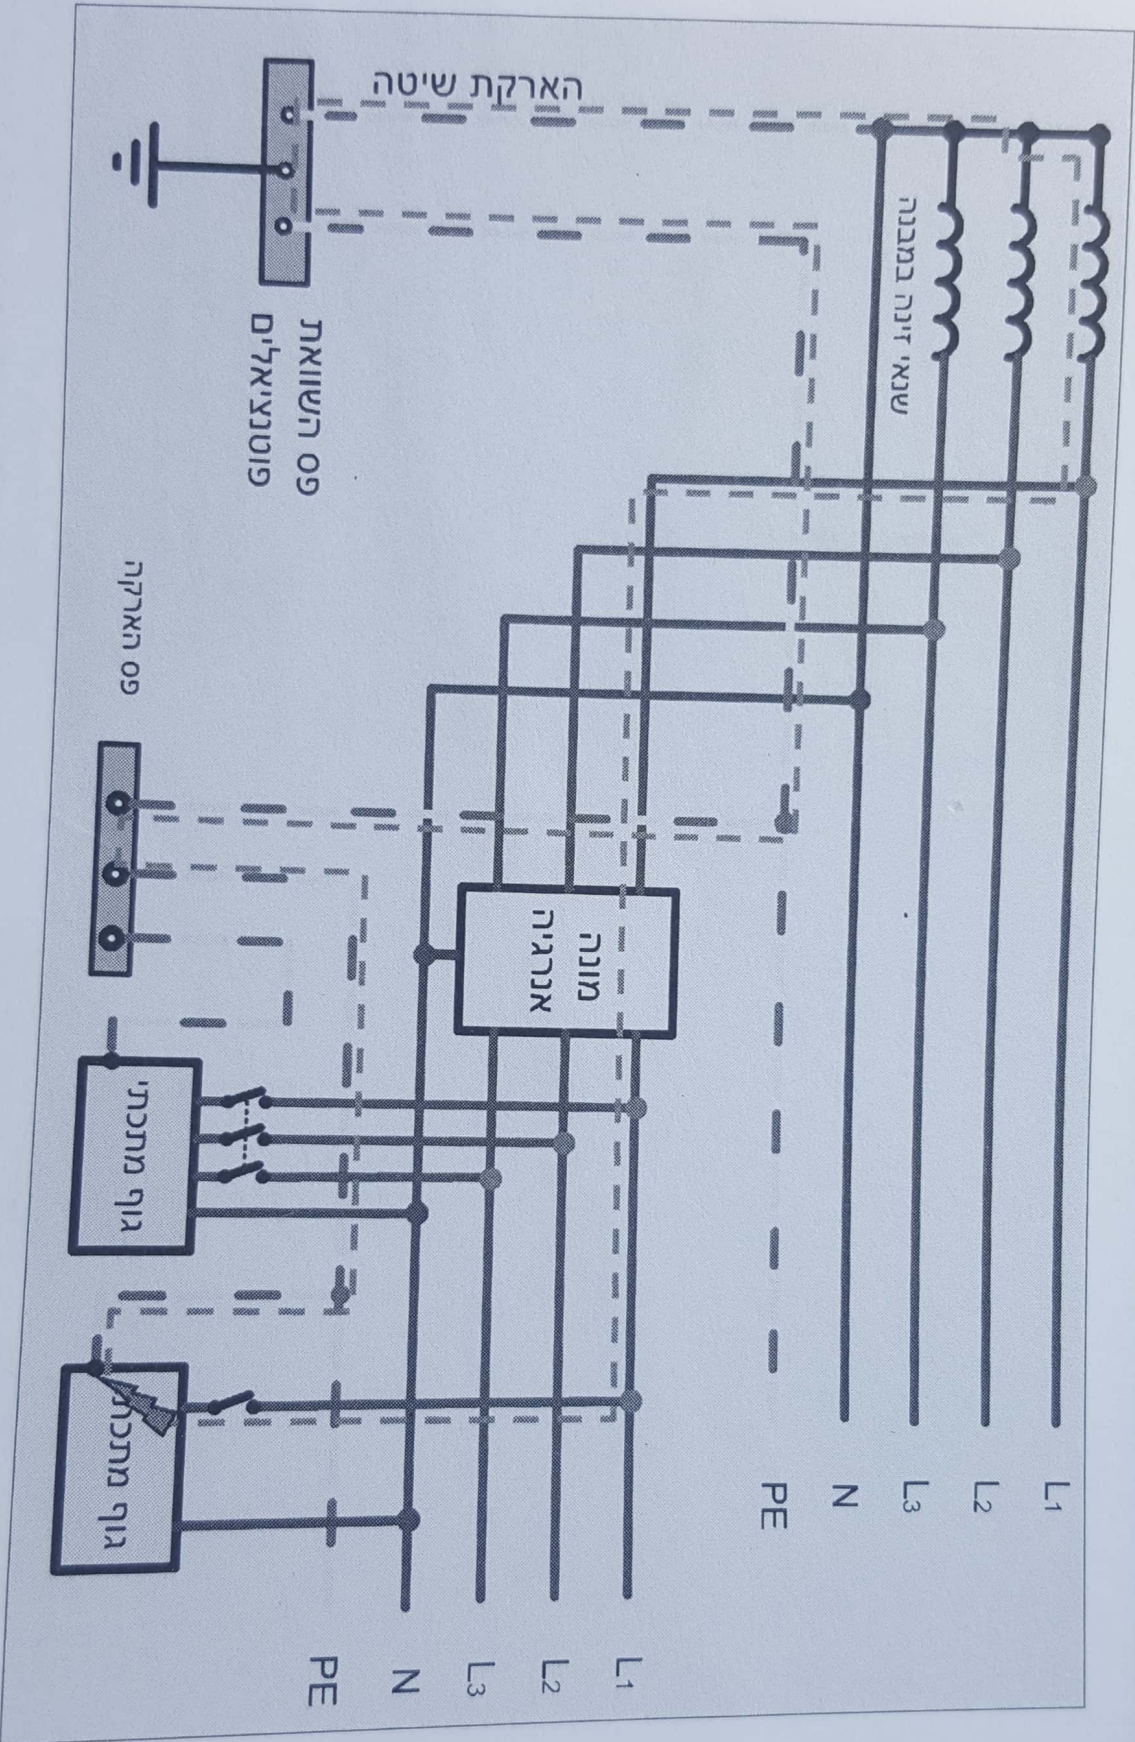 L1
L2
L3
N
PE
שנאי זינה במבנה
הארקת שיטה
L1
L2
L3
N
PE
מונה
אנרגיה
פס השוואת
פוטנציאלים
פס הארקה
גוף מתכתי
גוף מתכתי